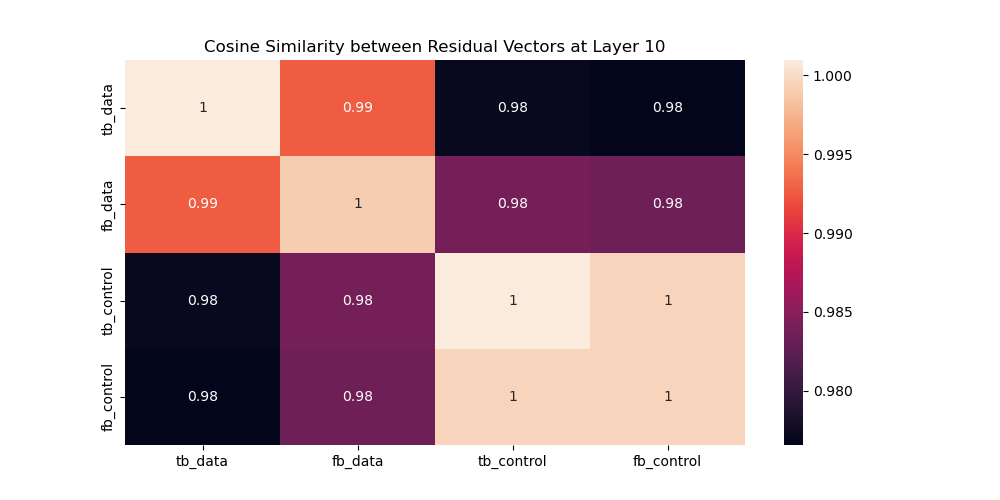 Cosine Similarity between Residual Vectors at Layer 10
tb_data
1
0.99
0.98
0.98
fb_data
0.99
1
0.98
0.98
tb_control
0.98
0.98
1
1
fb_control
0.98
0.98
1
1
tb_data
fb_data
tb_control
fb_control
1.000
0.995
0.990
0.985
0.980